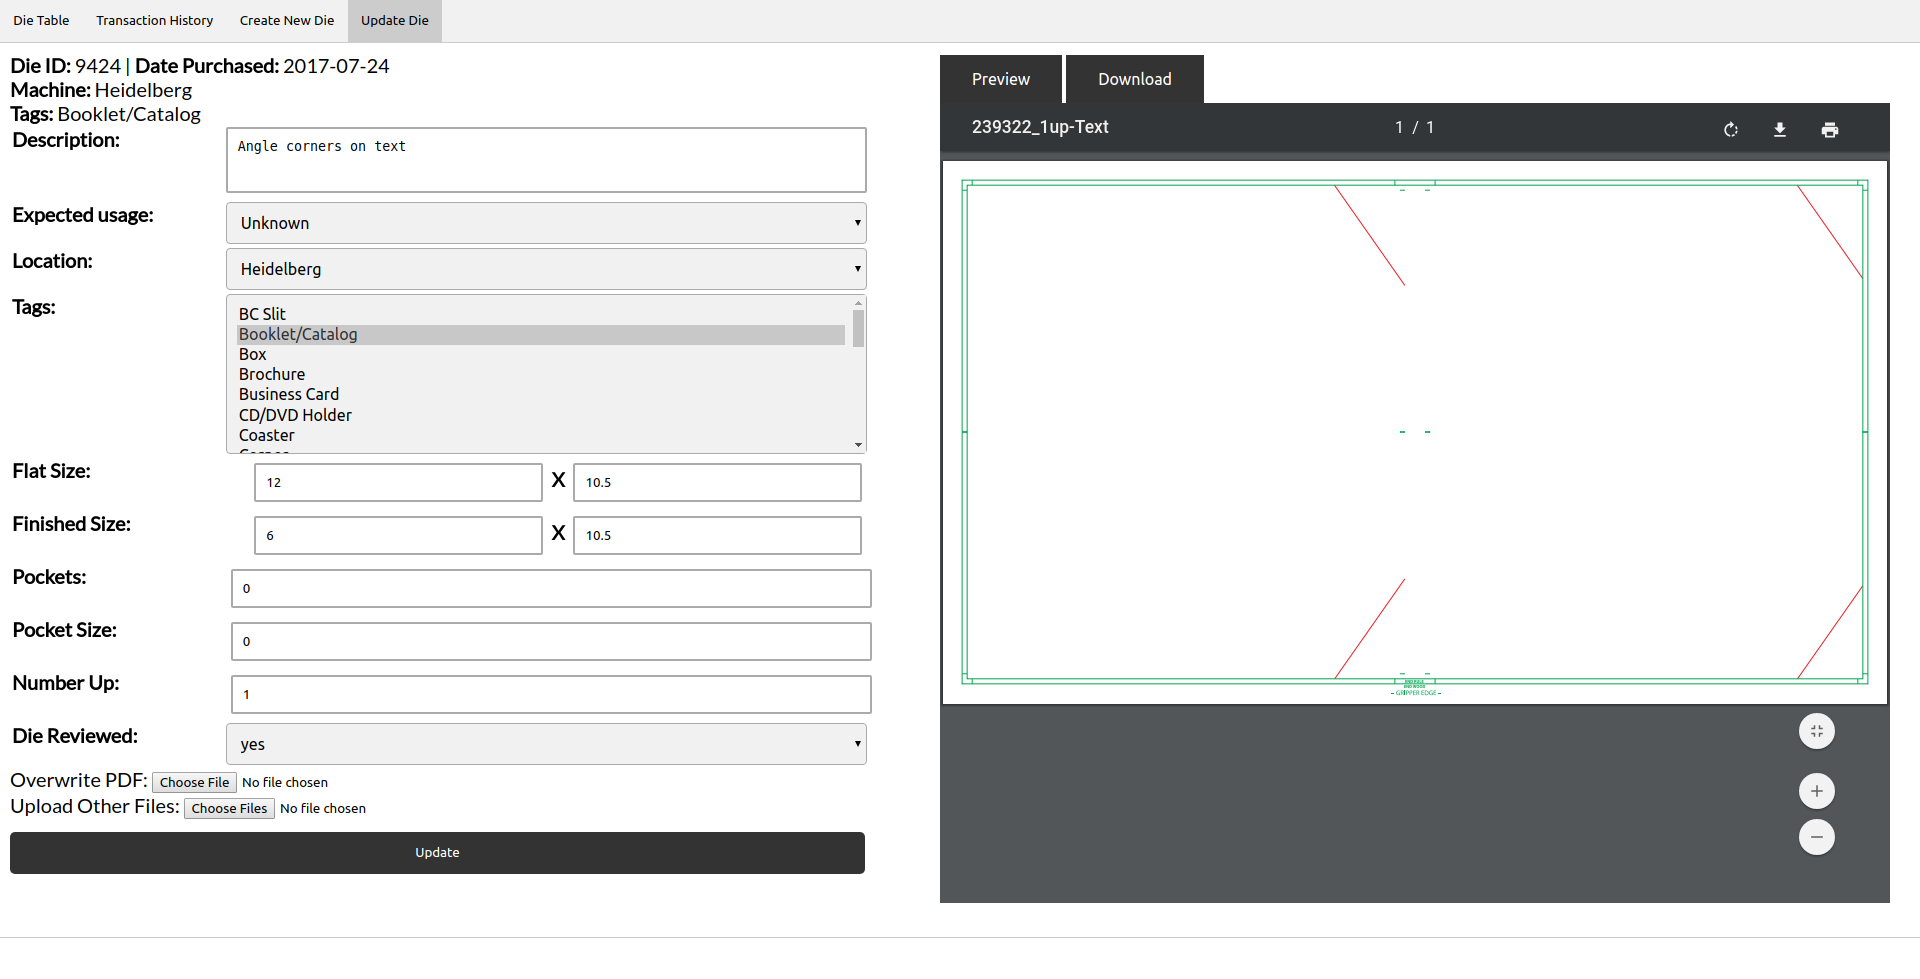 Die Table Transaction History Create New Die Update Die
Die ID: 9424 | Date Purchased: 2017-07-24
Machine: Heidelberg
Tags: Booklet/Catalog
Description: Angle corners on text
Expected usage: Unknown
Location: Heidelberg
Tags:
BC Slit
Booklet/Catalog
Box
Brochure
Business Card
CD/DVD Holder
Coaster
Flat Size: 12 X 10.5
Finished Size: 6 X 10.5
Pockets: 0
Pocket Size: 0
Number Up: 1
Die Reviewed: yes
Overwrite PDF: Choose File No file chosen
Upload Other Files: Choose Files No file chosen
Update
Preview Download
239322_1up-Text 1 / 1
GRIPPER EDGE